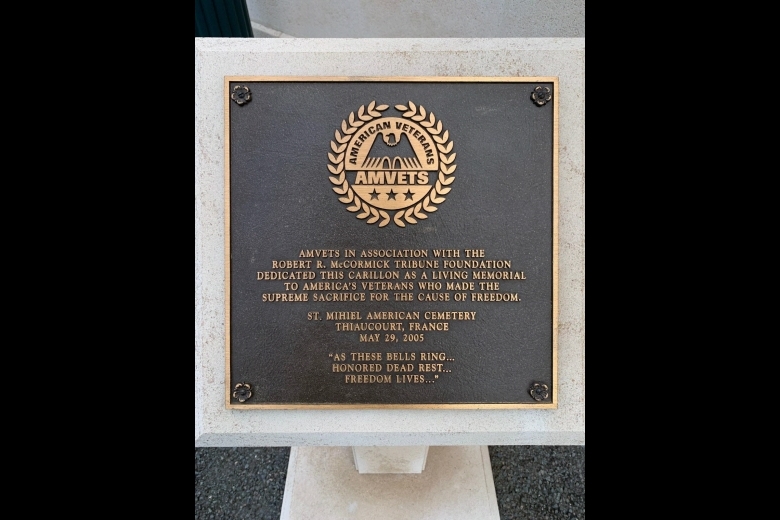 AMERICAN VETERANS
AMVETS
AMVETS IN ASSOCIATION WITH THE
ROBERT R. McCORMICK TRIBUNE FOUNDATION
DEDICATED THIS CARILLON AS A LIVING MEMORIAL
TO AMERICA'S VETERANS WHO MADE THE
SUPREME SACRIFICE FOR THE CAUSE OF FREEDOM.
ST. MIHIEL AMERICAN CEMETERY
THIAUCOURT, FRANCE
MAY 29, 2005
"AS THESE BELLS RING...
HONORED DEAD REST...
FREEDOM LIVES..."